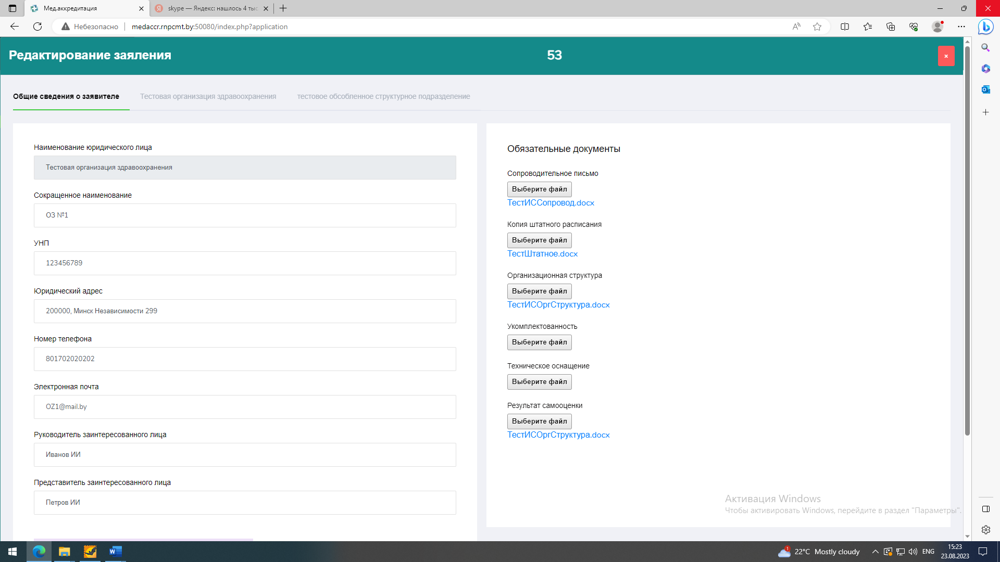 Мед.аккредитация
skype — Яндекс: нашлось 4 тыс
Небезопасно
medaccr.rnpcmt.by:50080/index.php?application
Редактирование заяления
53
Общие сведения о заявителе
Тестовая организация здравоохранения
тестовое обсобленное структурное подразделение
Наименование юридического лица
Тестовая организация здравоохранения
Сокращенное наименование
ОЗ №1
УНП
123456789
Юридический адрес
200000, Минск Независимости 299
Номер телефона
801702020202
Электронная почта
OZ1@mail.by
Руководитель заинтересованного лица
Иванов ИИ
Представитель заинтересованного лица
Петров ИИ
Обязательные документы
Сопроводительное письмо
Выберите файл
ТестИССопровод.docx
Копия штатного расписания
Выберите файл
ТестШтатное.docx
Организационная структура
Выберите файл
ТестИСОргСтруктура.docx
Укомплектованность
Выберите файл
Техническое оснащение
Выберите файл
Результат самооценки
Выберите файл
ТестИСОргСтруктура.docx
Активация Windows
Чтобы активировать Windows, перейдите в раздел "Параметры".
1
22°C Mostly cloudy
ENG
15:23
23.08.2023